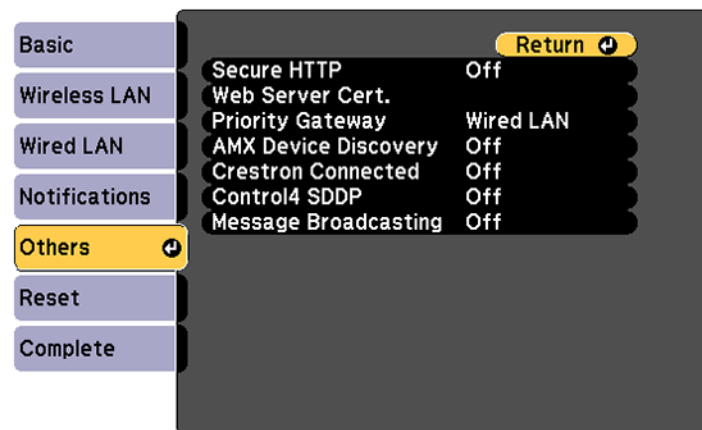 Basic
Wireless LAN
Wired LAN
Notifications
Others
Reset
Complete
Return
Secure HTTP Off
Web Server Cert.
Priority Gateway Wired LAN
AMX Device Discovery Off
Crestron Connected Off
Control4 SDDP Off
Message Broadcasting Off